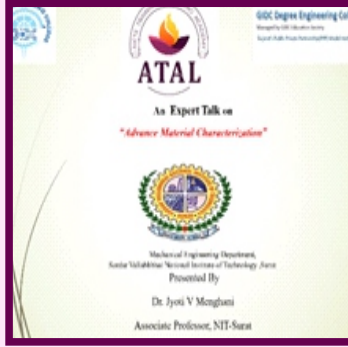 GIDC Degree Engineering Col
ATAL
An Expert Talk on
"Advance Material Characterization"
Mechanical Engineering Department,
Sardar Vallabhbhai National Institute of Technology, Surat
Presented By
Dr. Jyoti V Menghani
Associate Professor, NIT-Surat